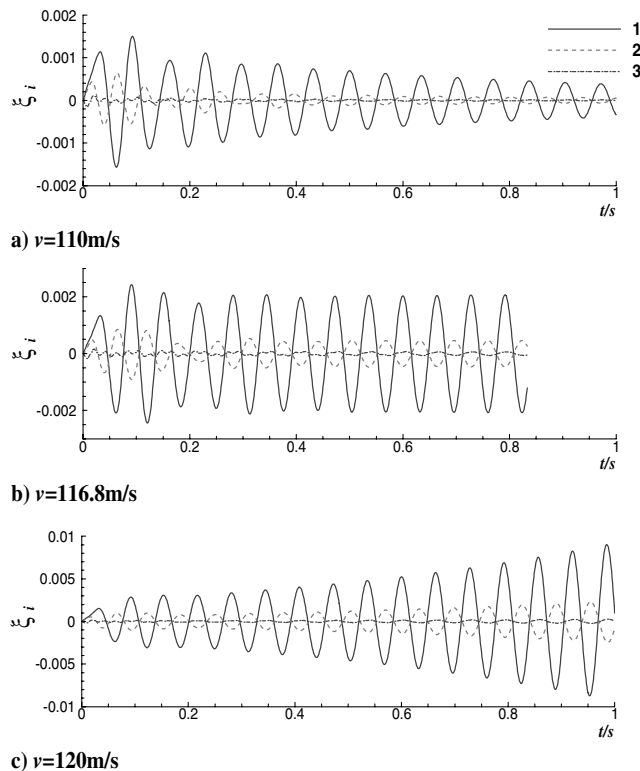 0.002
0.001
0
-0.001
-0.002
ξ i
1
2
3
0 0.2 0.4 0.6 0.8 1
t/s
a) v=110m/s
0.002
0
-0.002
ξ i
0 0.2 0.4 0.6 0.8 1
t/s
b) v=116.8m/s
0.01
0.005
0
-0.005
-0.01
ξ i
0 0.2 0.4 0.6 0.8 1
t/s
c) v=120m/s